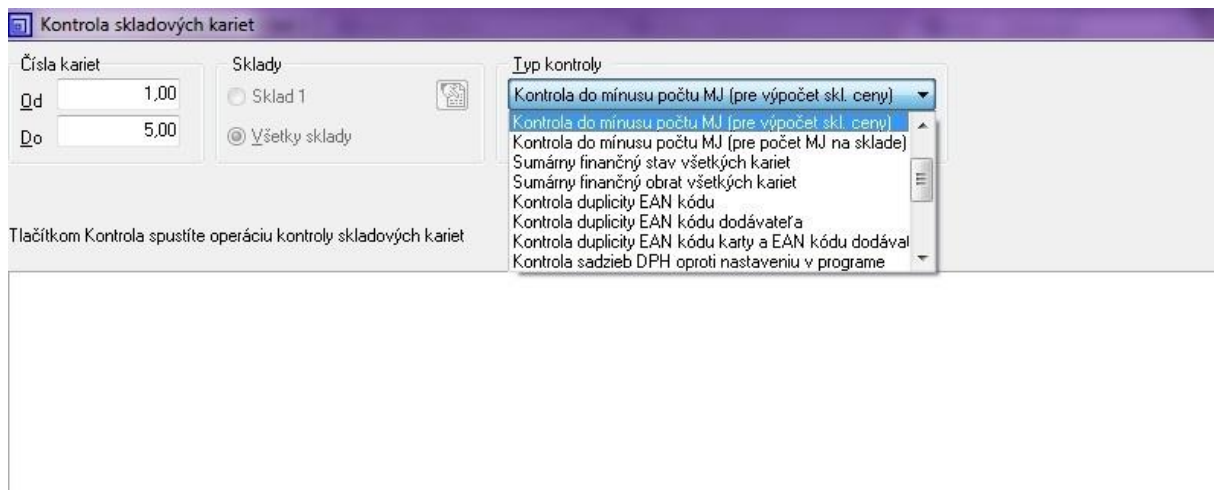 Kontrola skladových kariet
Čísla kariet
Od 1,00
Do 5,00
Sklady
Sklad 1
Všetky sklady
Typ kontroly
Kontrola do mínusu počtu MJ (pre výpočet skl. ceny)
Kontrola do mínusu počtu MJ (pre výpočet skl. ceny)
Kontrola do mínusu počtu MJ (pre počet MJ na sklade)
Sumárny finančný stav všetkých kariet
Sumárny finančný obrat všetkých kariet
Kontrola duplicity EAN kódu
Kontrola duplicity EAN kódu dodávateľa
Kontrola duplicity EAN kódu karty a EAN kódu dodával
Kontrola sadzieb DPH oproti nastaveniu v programe
Tlačítkom Kontrola spustíte operáciu kontroly skladových kariet